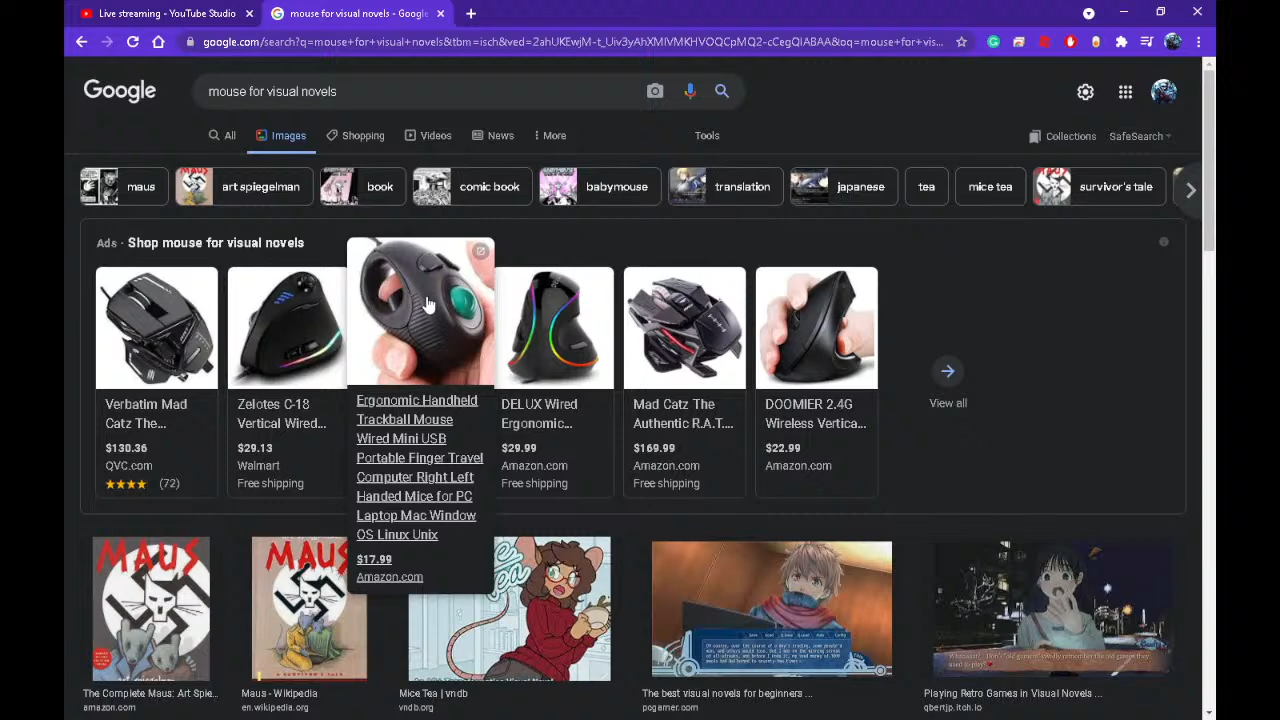 Live streaming - YouTube Studio
mouse for visual novels - Google
google.com/search?q=mouse+for+visual+novels&tbm=isch&ved=2ahUKEwjM-t_Uiv3yAhXMIVMKHVOQCpMQ2-cCegQIABAA&oq=mouse+for+vis...
Google
mouse for visual novels
All
Images
Shopping
Videos
News
More
Tools
Collections
SafeSearch
maus
art spiegelman
book
comic book
babymouse
translation
japanese
tea
mice tea
survivor's tale
Ads · Shop mouse for visual novels
Verbatim Mad
Catz The...
$130.36
QVC.com
(72)
Zelotes C-18
Vertical Wired...
$29.13
Walmart
Free shipping
Ergonomic Handheld
Trackball Mouse
Wired Mini USB
Portable Finger Travel
Computer Right Left
Handed Mice for PC
Laptop Mac Window
OS Linux Unix
$17.99
Amazon.com
DELUX Wired
Ergonomic...
$29.99
Amazon.com
Free shipping
Mad Catz The
Authentic R.A.T....
$169.99
Amazon.com
Free shipping
DOOMIER 2.4G
Wireless Vertica...
$22.99
Amazon.com
View all
MAUS
MAUS
The Complete Maus: Art Spie...
amazon.com
Maus - Wikipedia
en.wikipedia.org
Mice Tea | vndb
vndb.org
The best visual novels for beginners ...
pogamer.com
Playing Retro Games in Visual Novels ...
qbertjp.itch.io